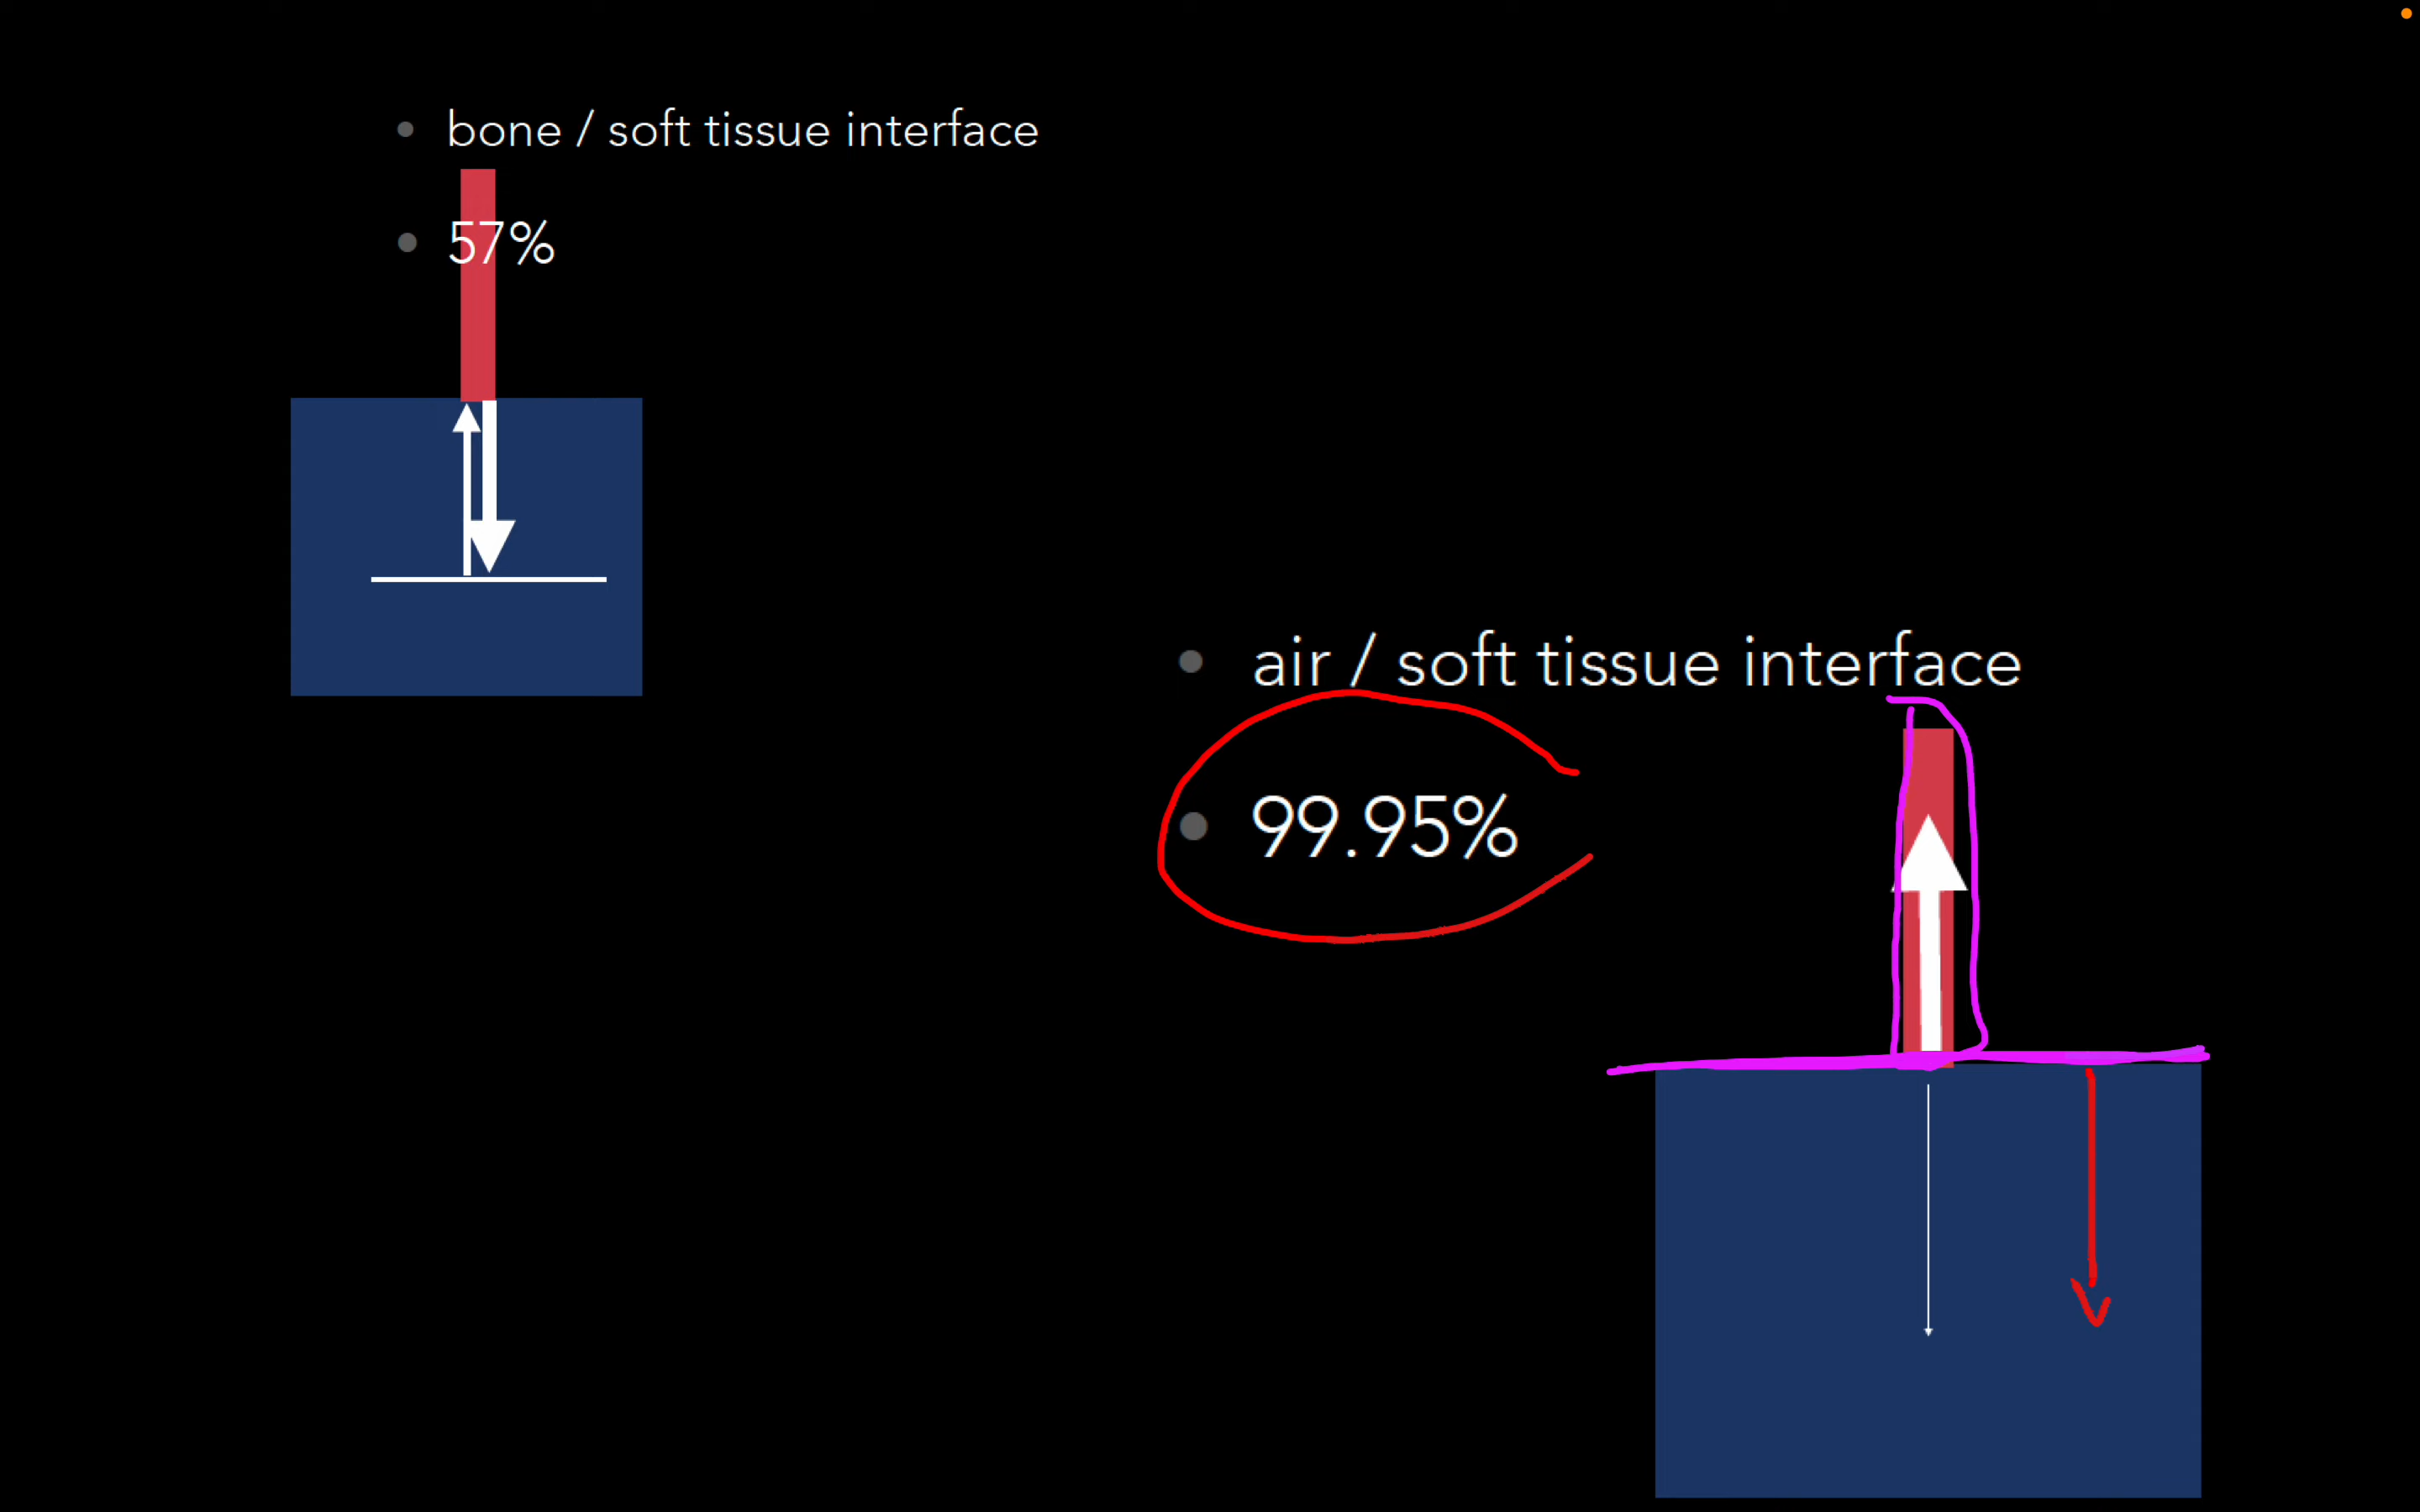 bone / soft tissue interface
57%
air / soft tissue interface
99.95%